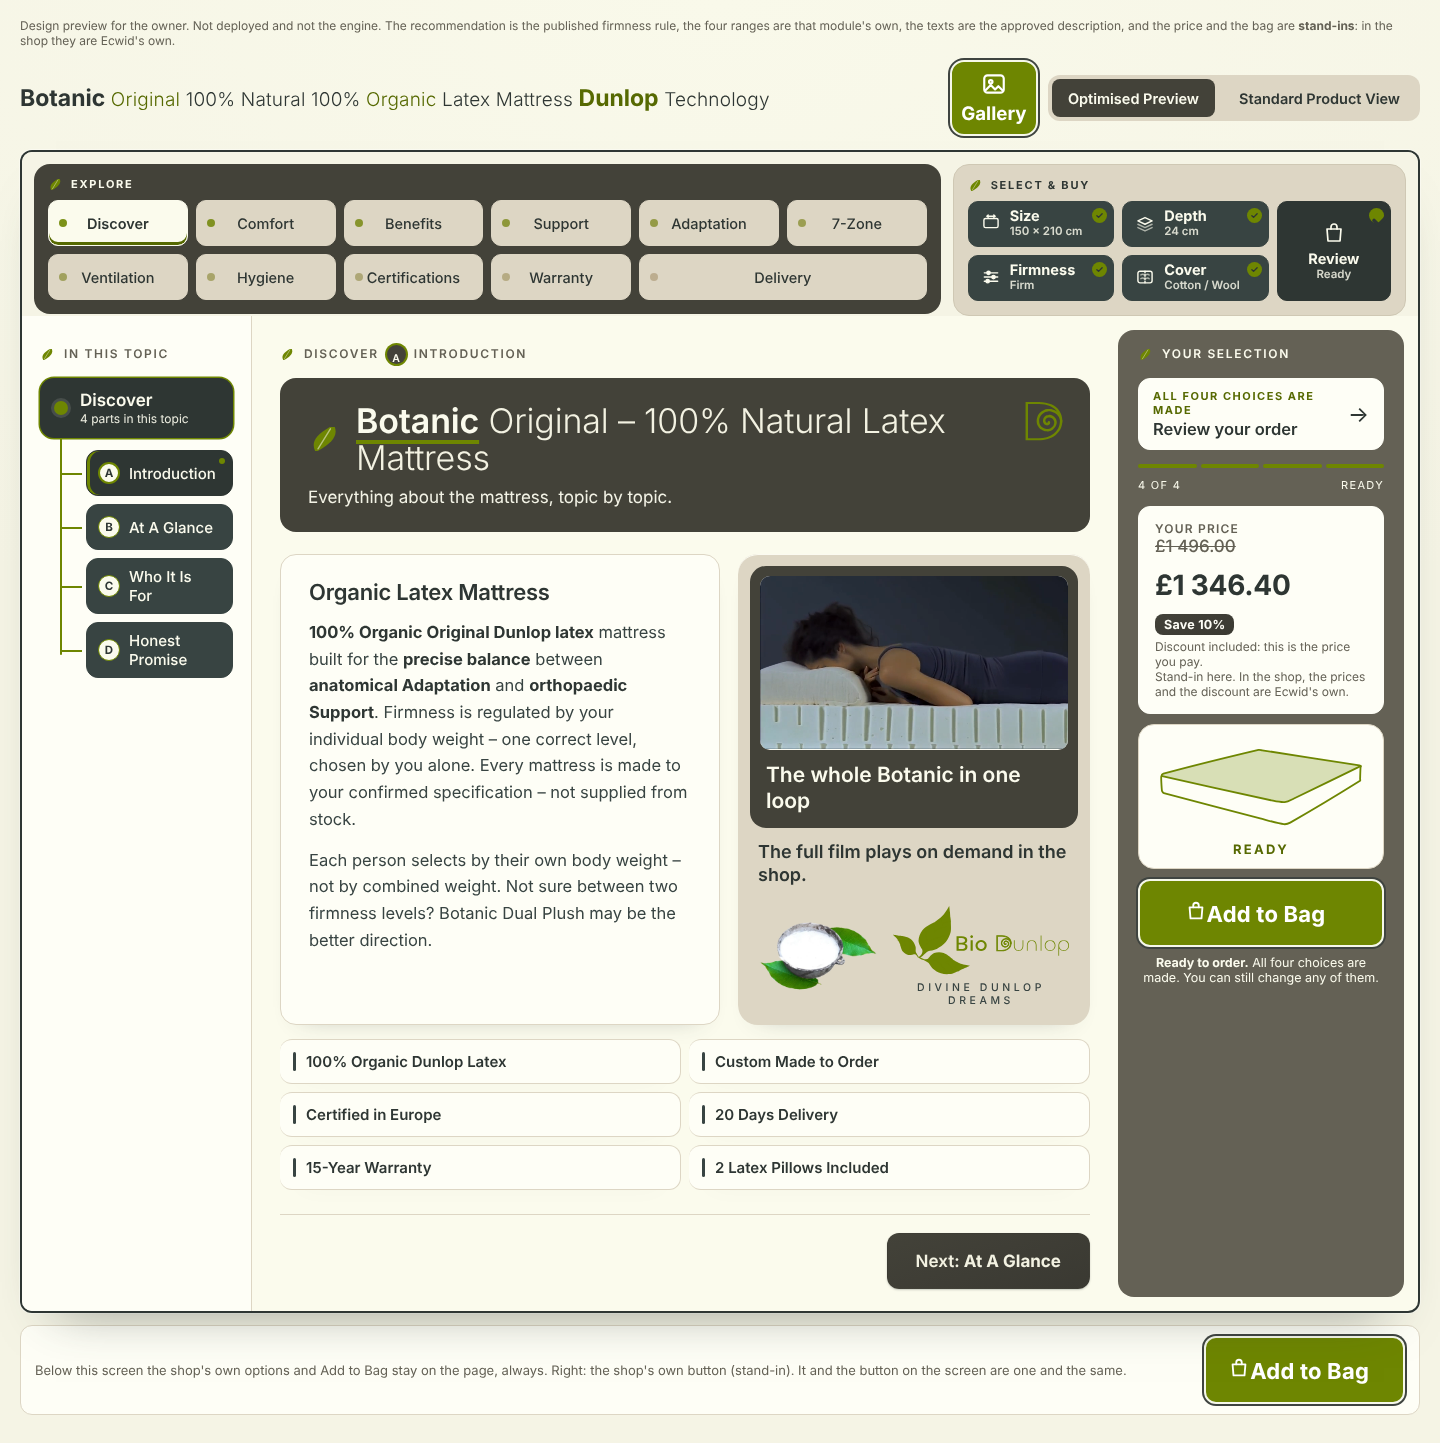 Design preview for the owner. Not deployed and not the engine. The recommendation is the published firmness rule, the four ranges are that module's own, the texts are the approved description, and the price and the bag are stand-ins: in the
shop they are Ecwid's own.
Botanic Original 100% Natural 100% Organic Latex Mattress Dunlop Technology
Gallery
Optimised Preview
Standard Product View
EXPLORE
Discover
Comfort
Benefits
Support
Adaptation
7-Zone
Ventilation
Hygiene
Certifications
Warranty
Delivery
SELECT & BUY
Size
150 × 210 cm
Depth
24 cm
Firmness
Firm
Cover
Cotton / Wool
Review
Ready
IN THIS TOPIC
Discover
4 parts in this topic
A Introduction
B At A Glance
C Who It Is
For
D Honest
Promise
DISCOVER A INTRODUCTION
Botanic Original – 100% Natural Latex
Mattress
Everything about the mattress, topic by topic.
Organic Latex Mattress
100% Organic Original Dunlop latex mattress
built for the precise balance between
anatomical Adaptation and orthopaedic
Support. Firmness is regulated by your
individual body weight – one correct level,
chosen by you alone. Every mattress is made to
your confirmed specification – not supplied from
stock.
Each person selects by their own body weight –
not by combined weight. Not sure between two
firmness levels? Botanic Dual Plush may be the
better direction.
The whole Botanic in one
loop
The full film plays on demand in the
shop.
Bio Dunlop
DIVINE DUNLOP
DREAMS
100% Organic Dunlop Latex
Custom Made to Order
Certified in Europe
20 Days Delivery
15-Year Warranty
2 Latex Pillows Included
Next: At A Glance
YOUR SELECTION
ALL FOUR CHOICES ARE
MADE
Review your order
4 OF 4
READY
YOUR PRICE
£1 496.00
£1 346.40
Save 10%
Discount included: this is the price
you pay.
Stand-in here. In the shop, the prices
and the discount are Ecwid's own.
READY
Add to Bag
Ready to order. All four choices are
made. You can still change any of them.
Below this screen the shop's own options and Add to Bag stay on the page, always. Right: the shop's own button (stand-in). It and the button on the screen are one and the same.
Add to Bag